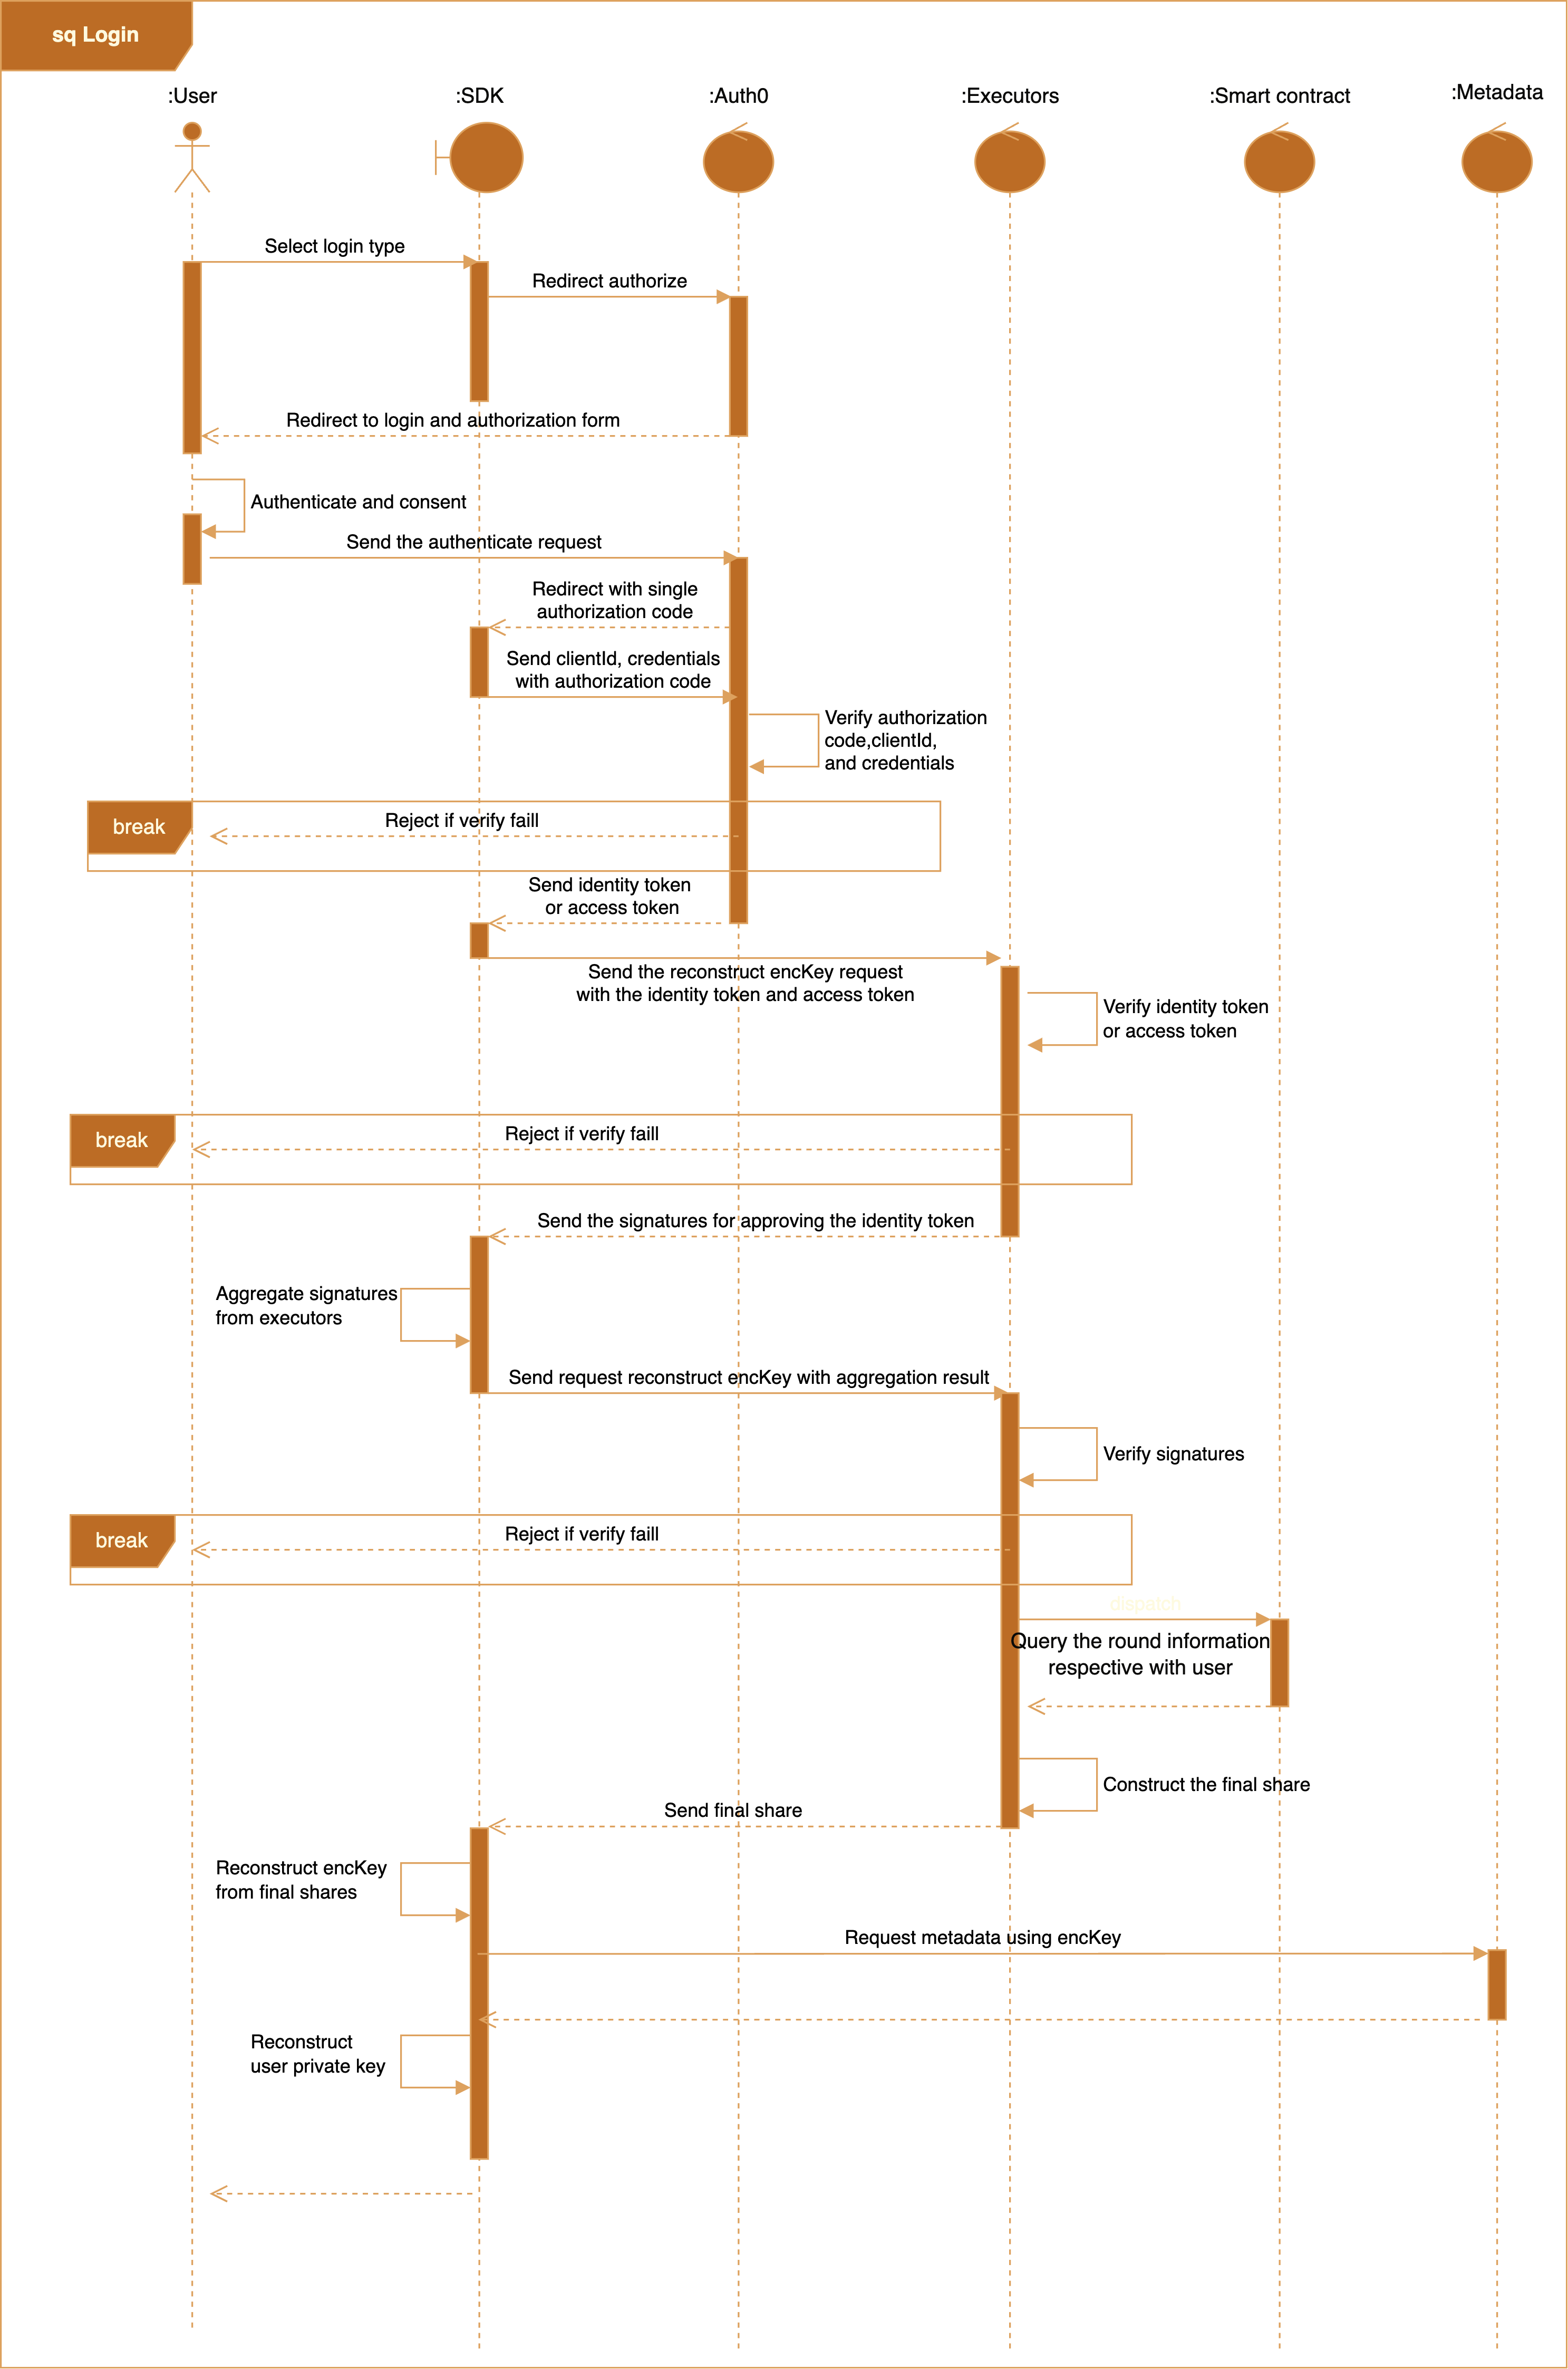 sq Login
:User
:SDK
:Auth0
:Executors
:Smart contract
:Metadata
Select login type
Redirect authorize
Redirect to login and authorization form
Authenticate and consent
Send the authenticate request
Redirect with single
authorization code
Send clientId, credentials
with authorization code
Verify authorization
code,clientId,
and credentials
break
Reject if verify faill
Send identity token
or access token
Send the reconstruct encKey request
with the identity token and access token
Verify identity token
or access token
break
Reject if verify faill
Send the signatures for approving the identity token
Aggregate signatures
from executors
Send request reconstruct encKey with aggregation result
Verify signatures
break
Reject if verify faill
dispatch
Query the round information
respective with user
Construct the final share
Send final share
Reconstruct encKey
from final shares
Request metadata using encKey
Reconstruct
user private key